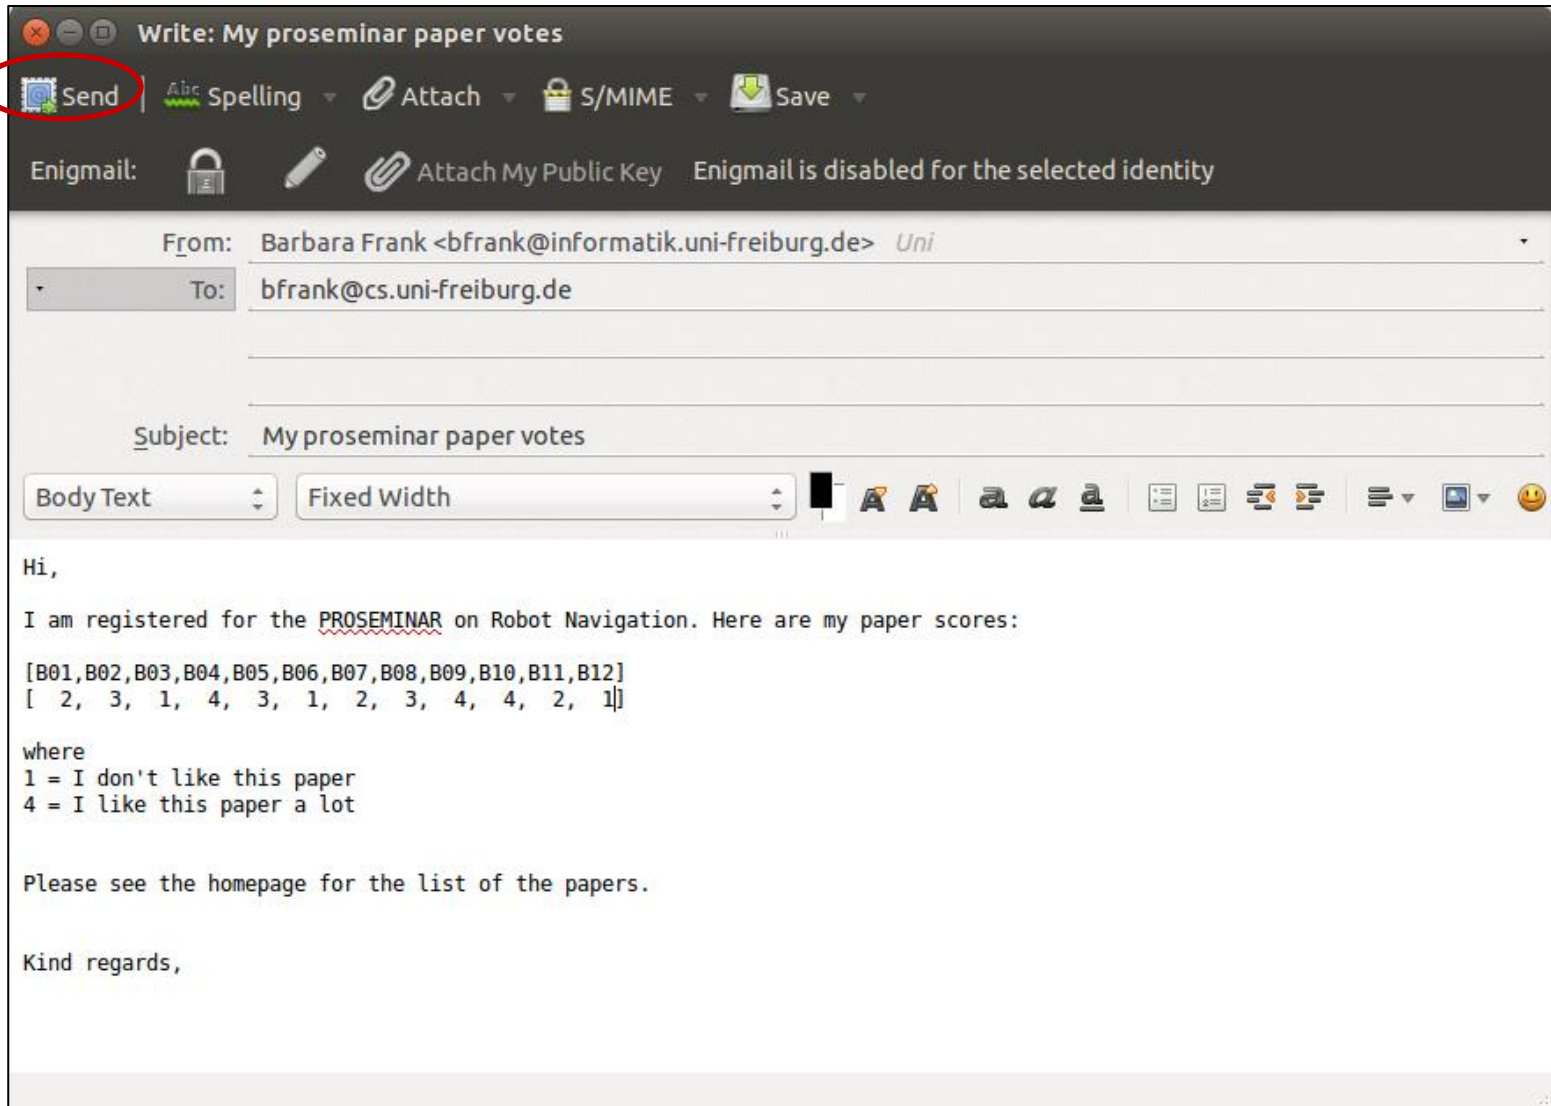 Write: My proseminar paper votes
Send Abc Spelling Attach S/MIME Save
Enigmail: Attach My Public Key Enigmail is disabled for the selected identity
From: Barbara Frank <bfrank@informatik.uni-freiburg.de> Uni
To: bfrank@cs.uni-freiburg.de
Subject: My proseminar paper votes
Body Text Fixed Width
Hi,
I am registered for the PROSEMINAR on Robot Navigation. Here are my paper scores:
[B01,B02,B03,B04,B05,B06,B07,B08,B09,B10,B11,B12]
[ 2, 3, 1, 4, 3, 1, 2, 3, 4, 4, 2, 1]
where
1 = I don't like this paper
4 = I like this paper a lot
Please see the homepage for the list of the papers.
Kind regards,